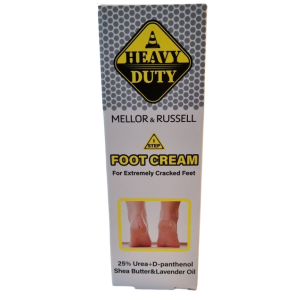 HEAVY
DUTY
MELLOR & RUSSELL
1
STEP
FOOT CREAM
For Extremely Cracked Feet
25% Urea+D-panthenol
Shea Butter&Lavender Oil